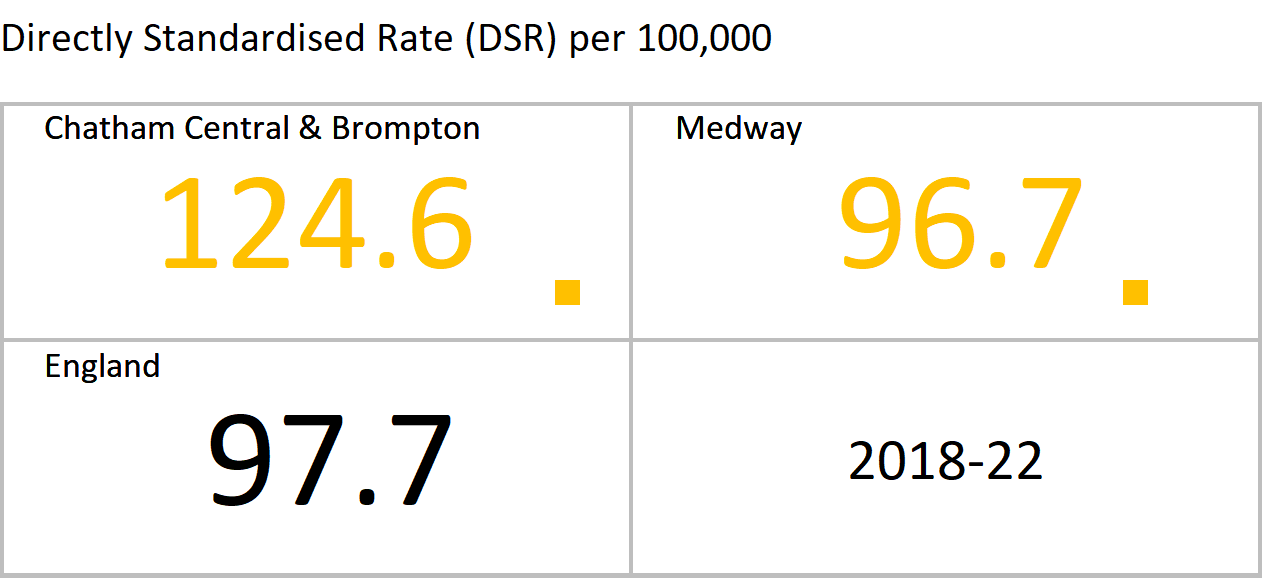 Directly Standardised Rate (DSR) per 100,000
Chatham Central & Brompton
124.6
Medway
96.7
England
97.7
2018-22